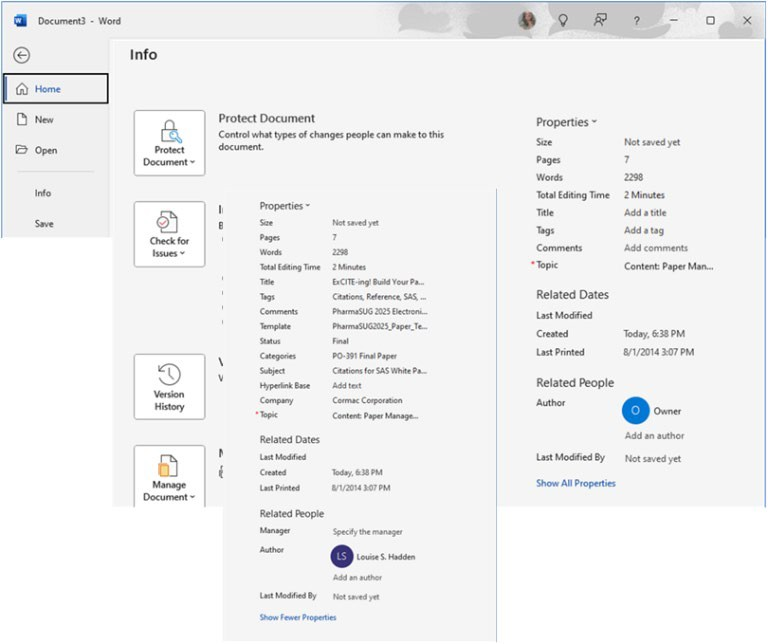 Document3 - Word
?
Info
Home
New
Open
Info
Save
Protect Document
Protect Document
Control what types of changes people can make to this document.
Check for Issues
Version History
Manage Document
Properties
Size Not saved yet
Pages 7
Words 2298
Total Editing Time 2 Minutes
Title Add a title
Tags Add a tag
Comments Add comments
*Topic Content: Paper Man...
Related Dates
Last Modified
Created Today, 6:38 PM
Last Printed 8/1/2014 3:07 PM
Related People
Author O Owner
Add an author
Last Modified By Not saved yet
Show All Properties
Properties
Size Not saved yet
Pages 7
Words 2298
Total Editing Time 2 Minutes
Title ExCITE-ing! Build Your Pa...
Tags Citations, Reference, SAS, ...
Comments PharmaSUG 2025 Electroni...
Template PharmaSUG2025_Paper_Te...
Status Final
Categories PO-391 Final Paper
Subject Citations for SAS White Pa...
Hyperlink Base Add text
Company Cormac Corporation
*Topic Content: Paper Manage...
Related Dates
Last Modified
Created Today, 6:38 PM
Last Printed 8/1/2014 3:07 PM
Related People
Manager Specify the manager
Author LS Louise S. Hadden
Add an author
Last Modified By Not saved yet
Show Fewer Properties